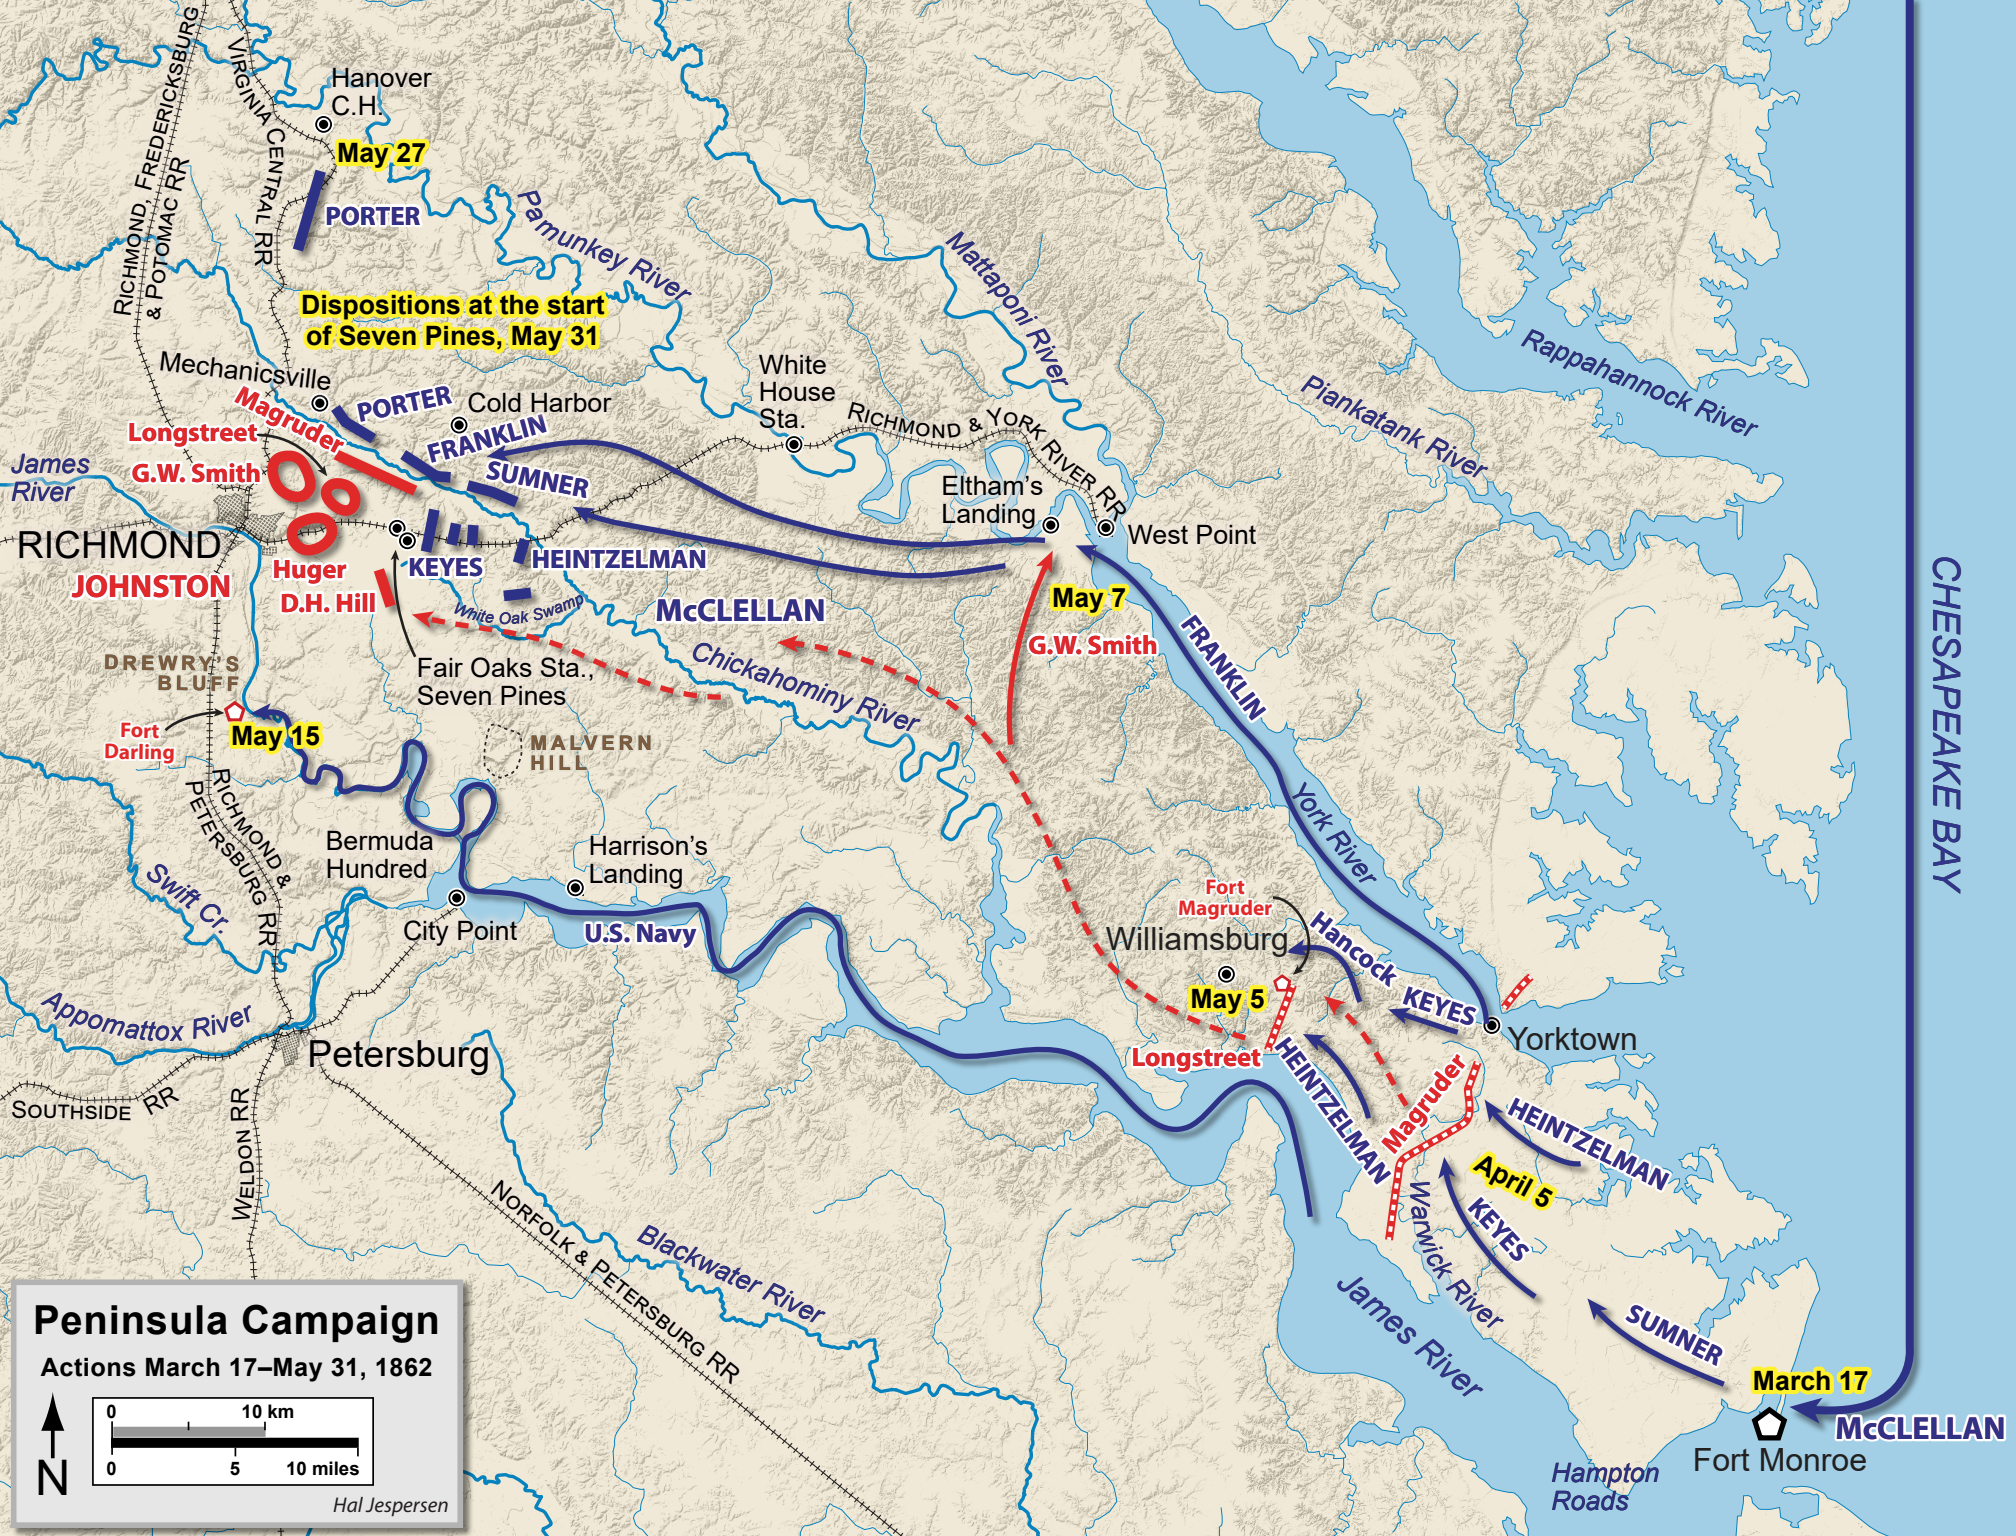 RICHMOND, FREDERICKSBURG
& POTOMAC RR
VIRGINIA CENTRAL RR
Hanover
C.H.
May 27
PORTER
Pamunkey River
Mattaponi River
Dispositions at the start
of Seven Pines, May 31
Rappahannock River
Piankatank River
Mechanicsville
White
House
Sta.
RICHMOND & YORK RIVER RR
PORTER
Cold Harbor
Magruder
Longstreet
FRANKLIN
G.W. Smith
James
River
SUMNER
Eltham's
Landing
West Point
RICHMOND
JOHNSTON
Huger
D.H. Hill
KEYES
HEINTZELMAN
White Oak Swamp
McCLELLAN
May 7
G.W. Smith
FRANKLIN
CHESAPEAKE BAY
Chickahominy River
DREWRY'S
BLUFF
Fair Oaks Sta.,
Seven Pines
Fort
Darling
May 15
MALVERN
HILL
RICHMOND &
PETERSBURG RR
York River
Bermuda
Hundred
Harrison's
Landing
Swift Cr.
City Point
U.S. Navy
Fort
Magruder
Williamsburg
Hancock
May 5
KEYES
Yorktown
Appomattox River
Petersburg
Longstreet
HEINTZELMAN
Magruder
HEINTZELMAN
April 5
SOUTHSIDE RR
WELDON RR
NORFOLK & PETERSBURG RR
Blackwater River
Warwick River
KEYES
James River
SUMNER
March 17
McCLELLAN
Fort Monroe
Hampton
Roads
Peninsula Campaign
Actions March 17–May 31, 1862
0 10 km
0 5 10 miles
N
Hal Jespersen